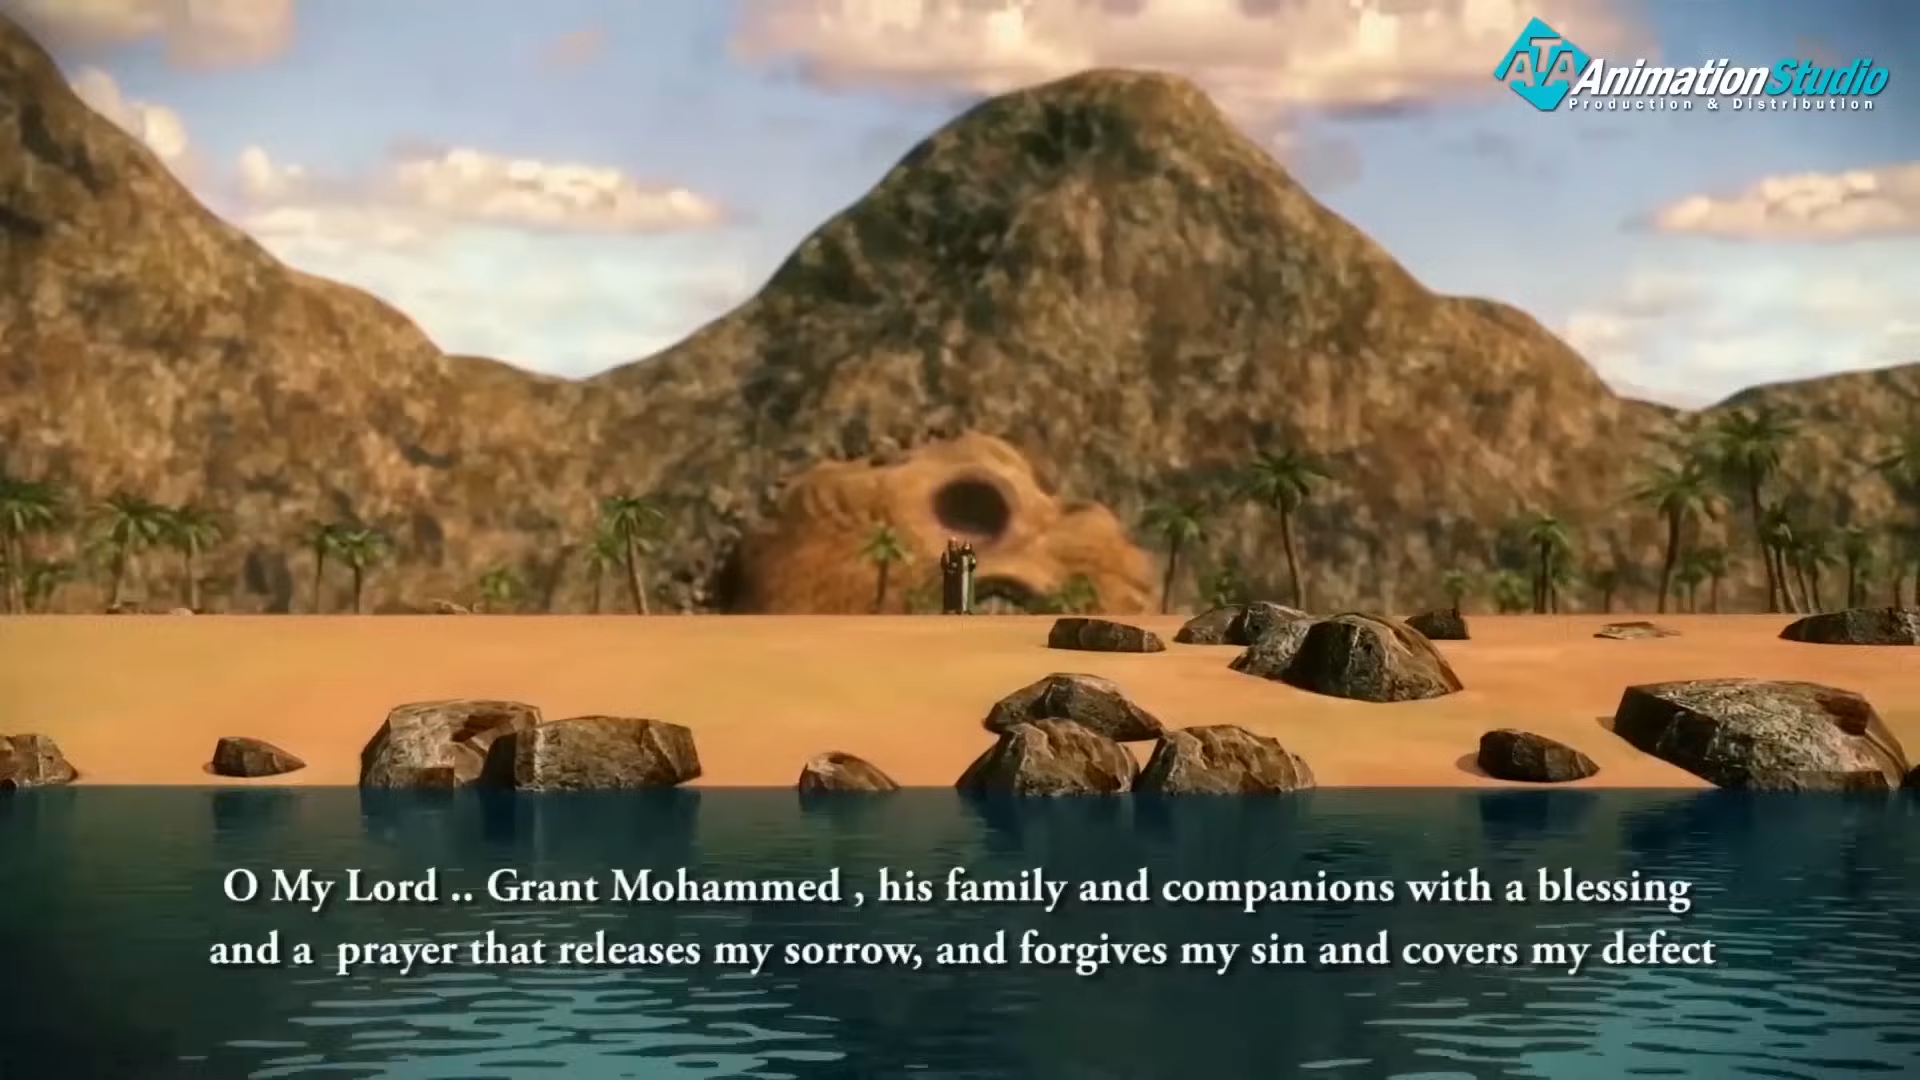 ATA AnimationStudio
Production & Distribution
O My Lord .. Grant Mohammed , his family and companions with a blessing
and a  prayer that releases my sorrow, and forgives my sin and covers my defect